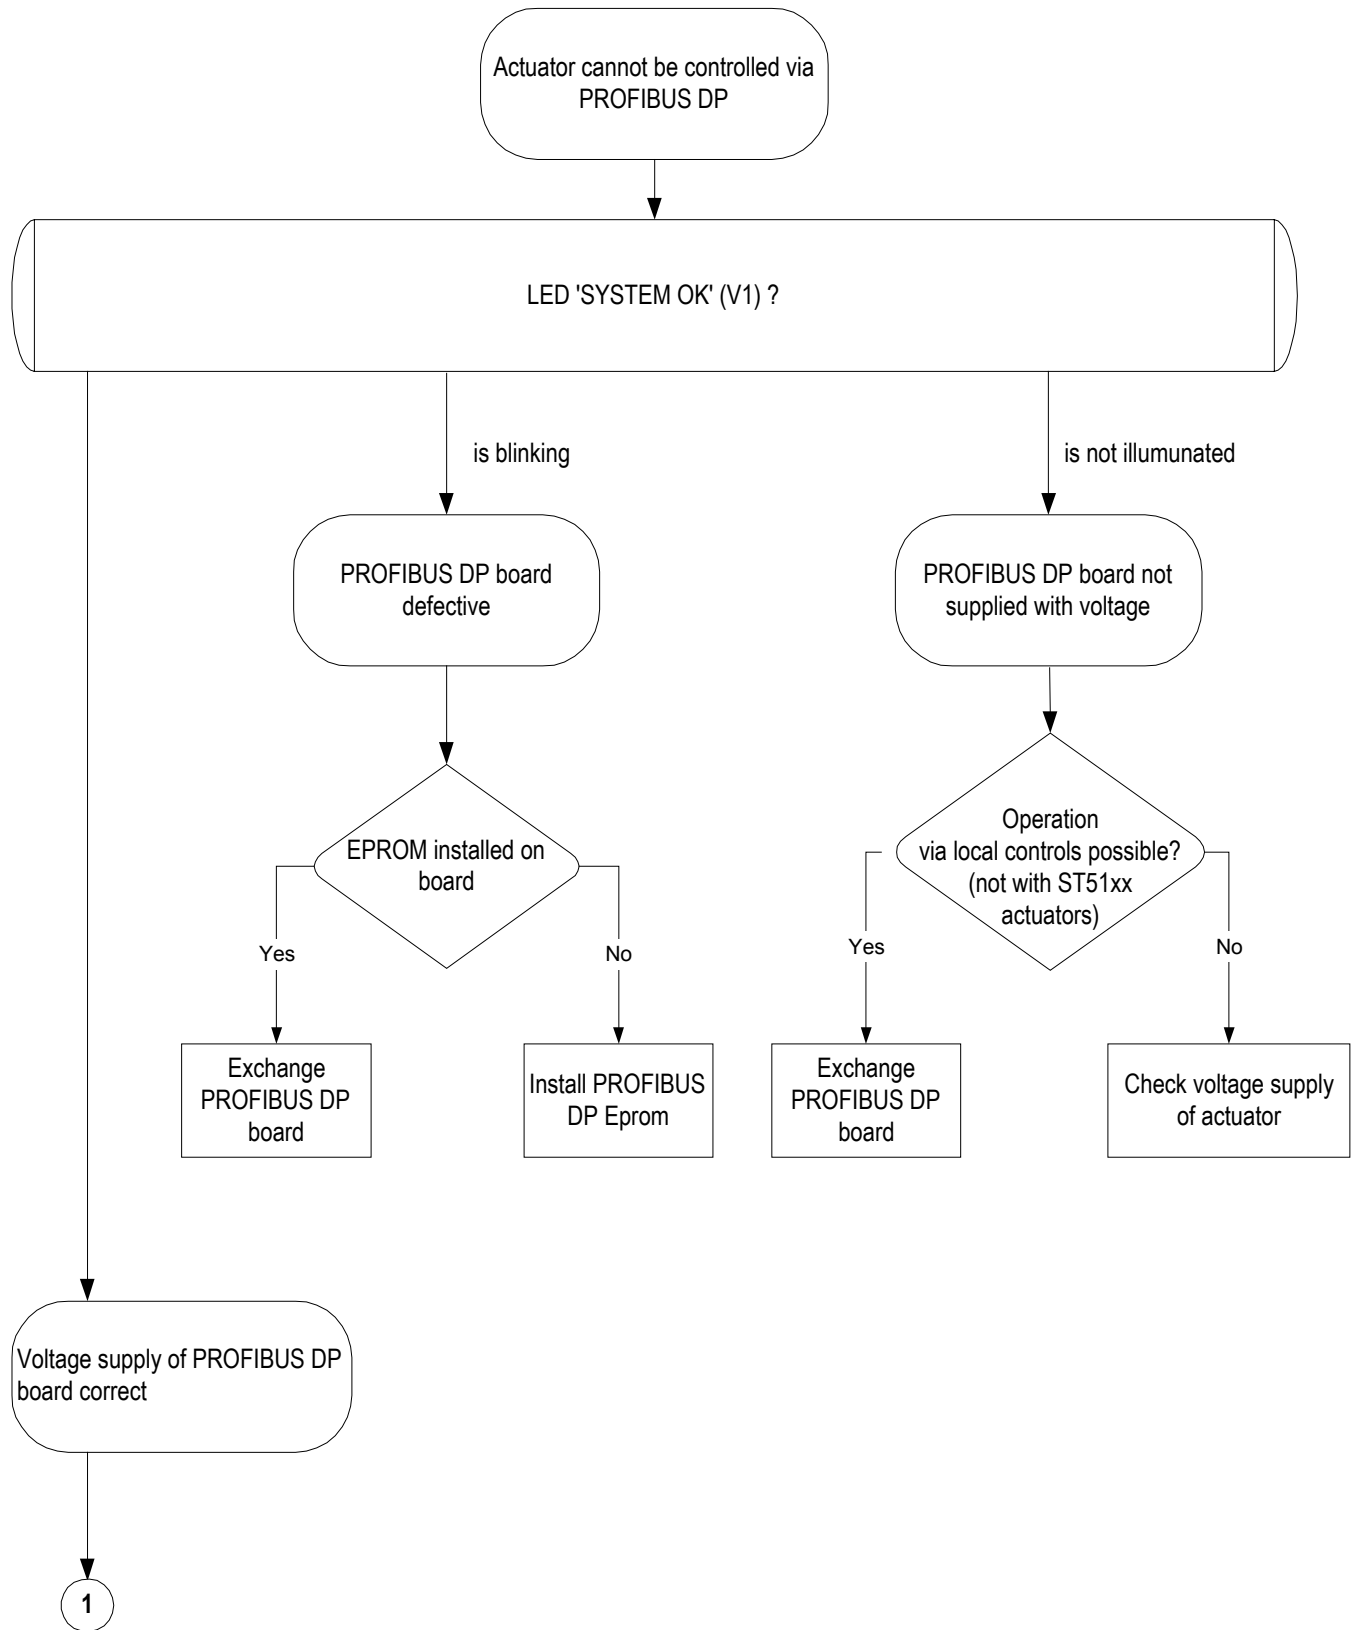 Actuator cannot be controlled via
PROFIBUS DP
LED 'SYSTEM OK' (V1) ?
is blinking
is not illumunated
PROFIBUS DP board
defective
PROFIBUS DP board not
supplied with voltage
EPROM installed on
board
Operation
via local controls possible?
(not with ST51xx
actuators)
Yes
No
Yes
No
Exchange
PROFIBUS DP
board
Install PROFIBUS
DP Eprom
Exchange
PROFIBUS DP
board
Check voltage supply
of actuator
Voltage supply of PROFIBUS DP
board correct
1